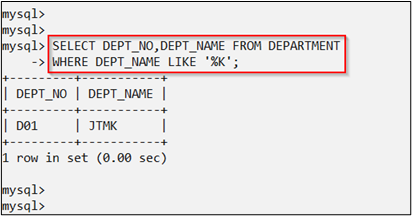 mysql>
mysql>
mysql> SELECT DEPT_NO,DEPT_NAME FROM DEPARTMENT
    -> WHERE DEPT_NAME LIKE '%K';
+---------+-----------+
| DEPT_NO | DEPT_NAME |
+---------+-----------+
| D01     | JTMK      |
+---------+-----------+
1 row in set (0.00 sec)
mysql>
mysql>